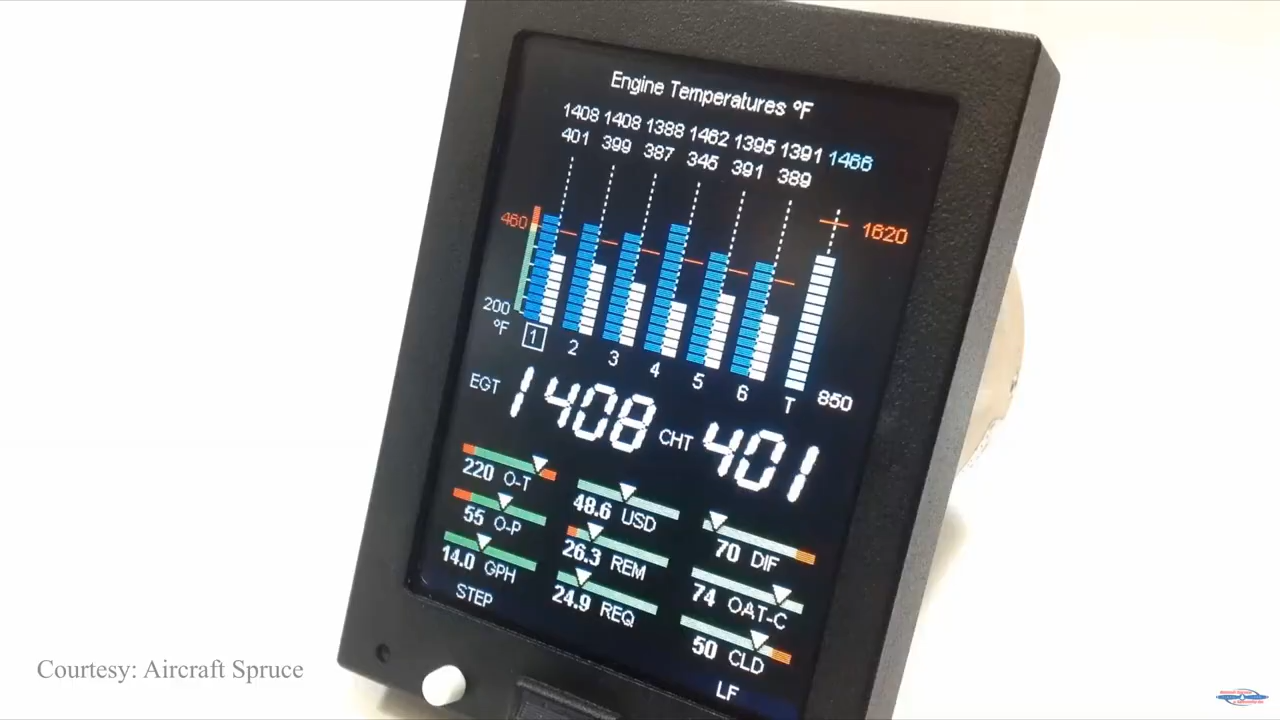 Engine Temperatures ºF
1408 1408 1388 1462 1395 1391 1466
401 399 387 345 391 389
460
1620
200
ºF
1 2 3 4 5 6 T
850
EGT 1408 CHT 401
220 O-T
48.6 USD
70 DIF
55 O-P
26.3 REM
74 OAT-C
14.0 GPH
24.9 REQ
50 CLD
STEP
LF
Courtesy: Aircraft Spruce